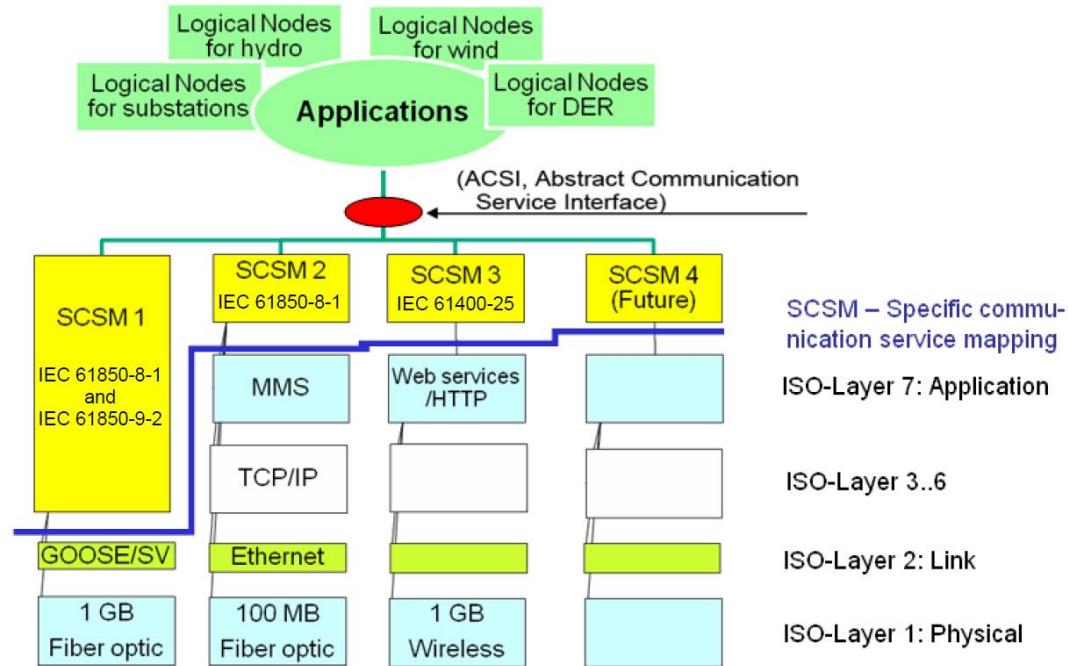 Logical Nodes
for hydro
Logical Nodes
for wind
Logical Nodes
for substations
Applications
Logical Nodes
for DER
(ACSI, Abstract Communication
Service Interface)
SCSM 1
IEC 61850-8-1
and
IEC 61850-9-2
SCSM 2
IEC 61850-8-1
SCSM 3
IEC 61400-25
SCSM 4
(Future)
SCSM – Specific commu-
nication service mapping
MMS
Web services
/HTTP
ISO-Layer 7: Application
TCP/IP
ISO-Layer 3..6
GOOSE/SV
Ethernet
ISO-Layer 2: Link
1 GB
Fiber optic
100 MB
Fiber optic
1 GB
Wireless
ISO-Layer 1: Physical